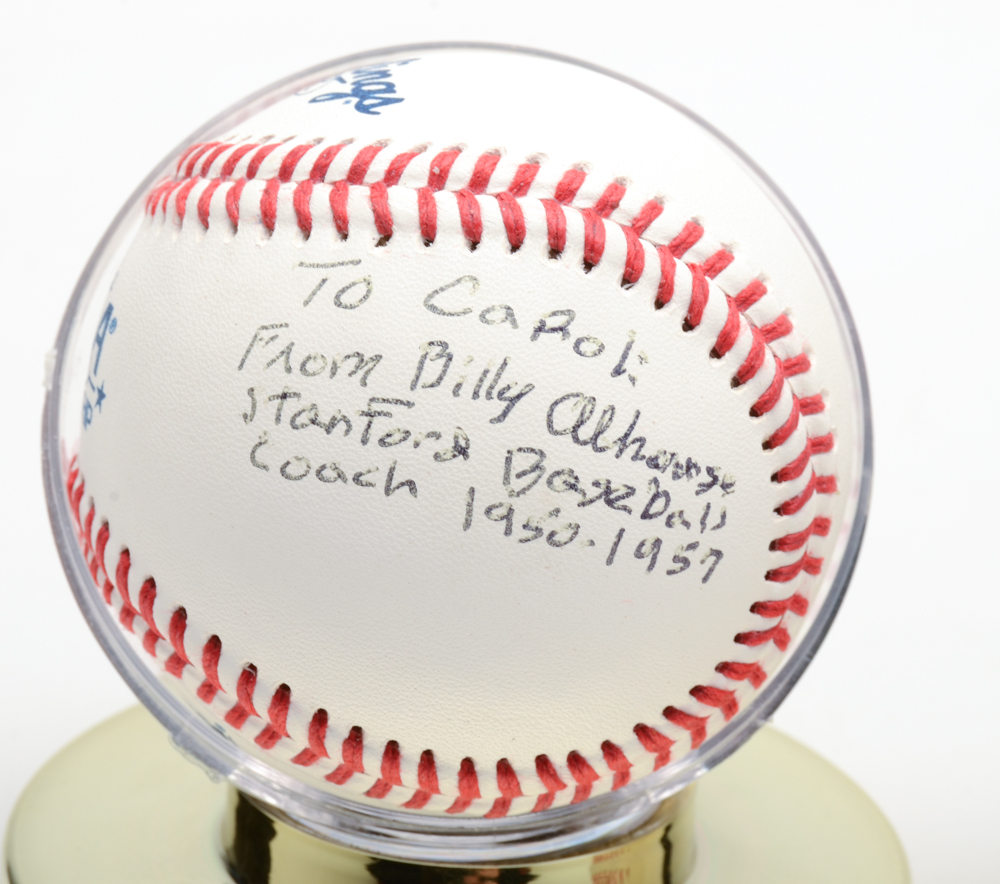 To Carol:
From Billy Alhouse
Stanford Baseball
Coach 1950-1957